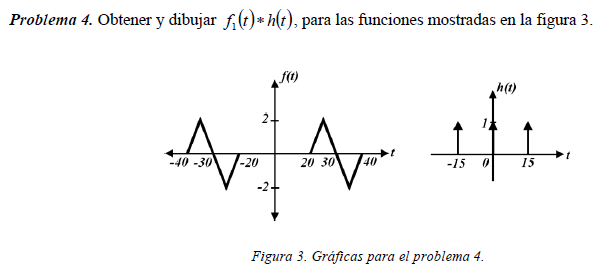 Problema 4. Obtener y dibujar f₁(t)∗h(t), para las funciones mostradas en la figura 3.
f(t)
2
-2
-40 -30 -20 20 30 40 t
h(t)
1
-15 0 15 t
Figura 3. Gráficas para el problema 4.